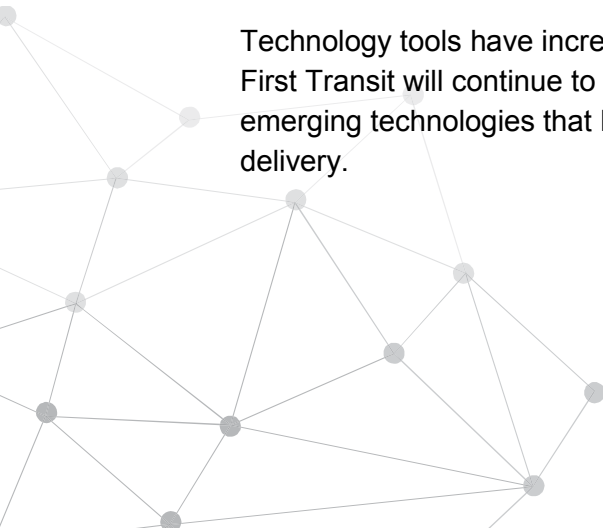 Technology tools have incre
First Transit will continue to
emerging technologies that
delivery.